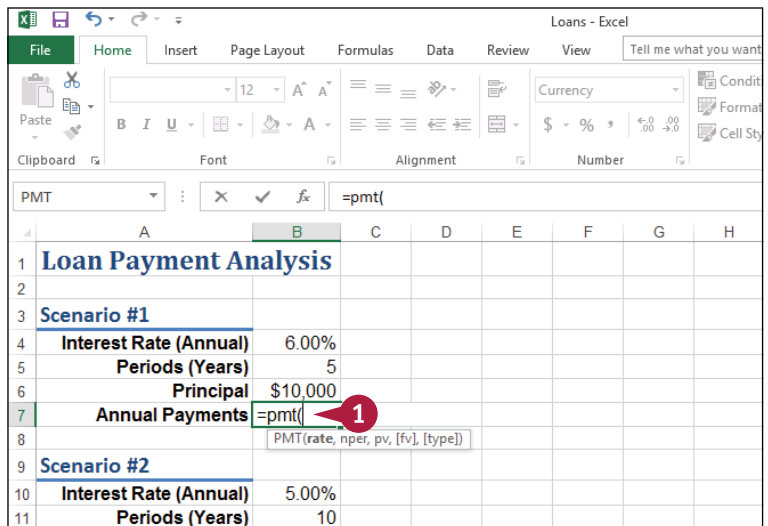 Loans - Excel
File Home Insert Page Layout Formulas Data Review View Tell me what you want
Paste 12 A A Currency Condit
B I U A $ % , .00 .00 Format
Cell Sty
Clipboard Font Alignment Number
PMT fx =pmt(
A B C D E F G H
1 Loan Payment Analysis
2
3 Scenario #1
4 Interest Rate (Annual) 6.00%
5 Periods (Years) 5
6 Principal $10,000
7 Annual Payments =pmt( 1
8 PMT(rate, nper, pv, [fv], [type])
9 Scenario #2
10 Interest Rate (Annual) 5.00%
11 Periods (Years) 10